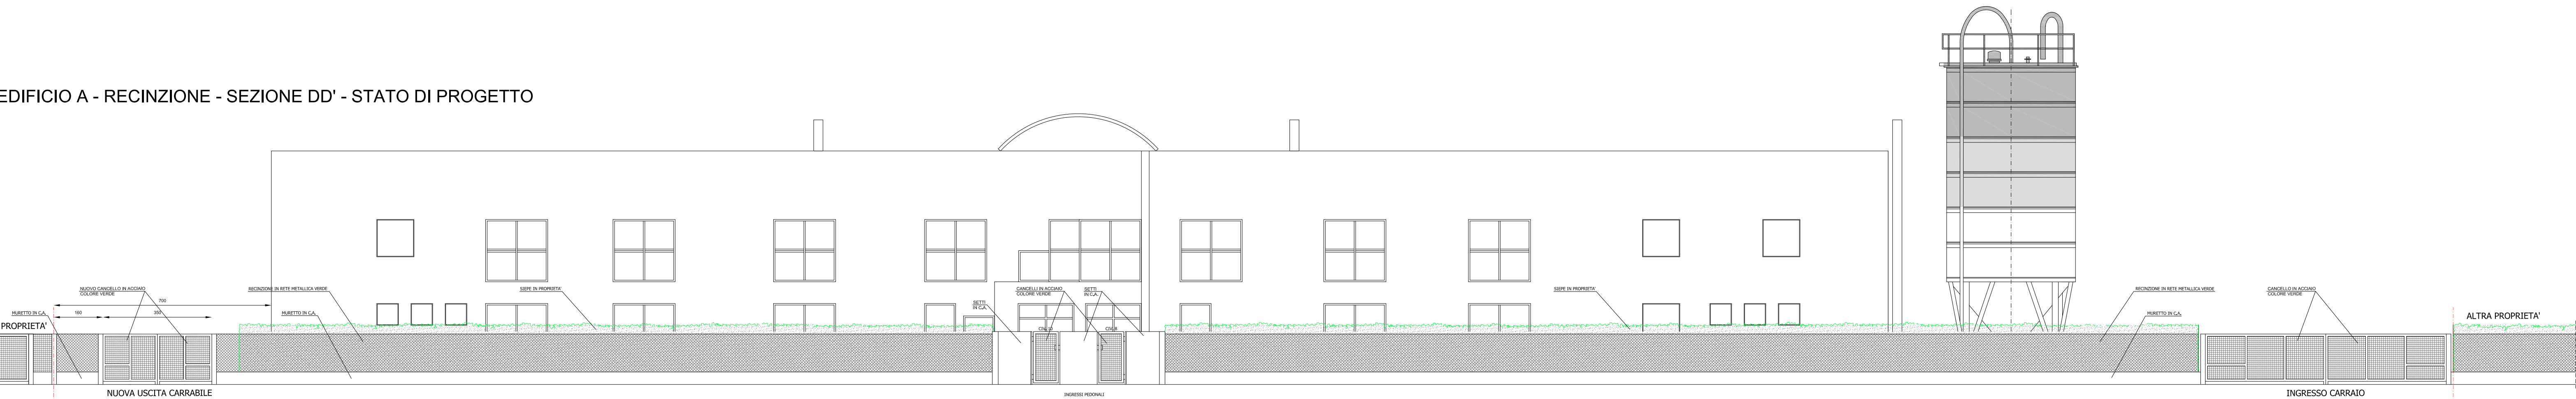 EDIFICIO A - RECINZIONE - SEZIONE DD' - STATO DI PROGETTO
NUOVO CANCELLO IN ACCIAIO
COLORE VERDE
RECINZIONE IN RETE METALLICA VERDE
SIEPE IN PROPRIETA'
CANCELLI IN ACCIAIO
COLORE VERDE
SETTI
IN C.A.
SIEPE IN PROPRIETA'
RECINZIONE IN RETE METALLICA VERDE
CANCELLO IN ACCIAIO
COLORE VERDE
700
SETTI
IN C.A.
MURETTO IN C.A.
160
350
MURETTO IN C.A.
MURETTO IN C.A.
ALTRA PROPRIETA'
PROPRIETA'
NUOVA USCITA CARRABILE
INGRESSI PEDONALI
INGRESSO CARRAIO